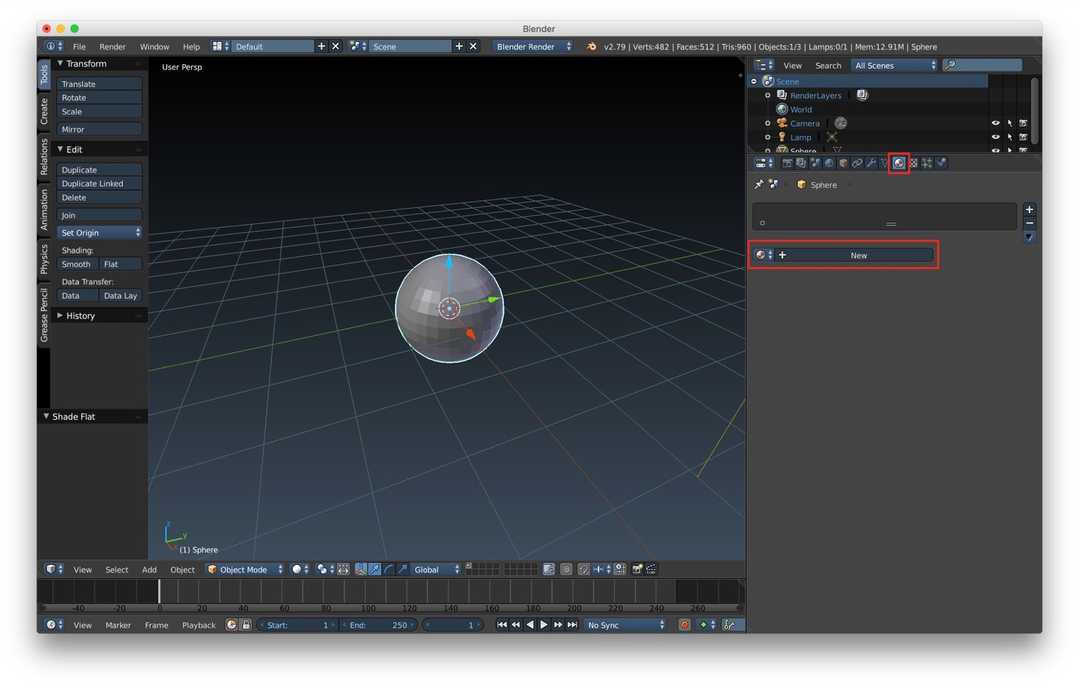 Blender
File Render Window Help Default Scene Blender Render v2.79 | Verts:482 | Faces:512 | Tris:960 | Objects:1/3 | Lamps:0/1 | Mem:12.91M | Sphere
Tools
Create
Relations
Animation
Physics
Grease Pencil
Transform
Translate
Rotate
Scale
Mirror
Edit
Duplicate
Duplicate Linked
Delete
Join
Set Origin
Shading:
Smooth Flat
Data Transfer:
Data Data Lay
History
Shade Flat
User Persp
z
y
(1) Sphere
View Select Add Object Object Mode Global
-40 -20 0 20 40 60 80 100 120 140 160 180 200 220 240 260
View Marker Frame Playback Start: 1 End: 250 1 No Sync
View Search All Scenes
Scene
RenderLayers
World
Camera
Lamp
Sphere
Sphere
New